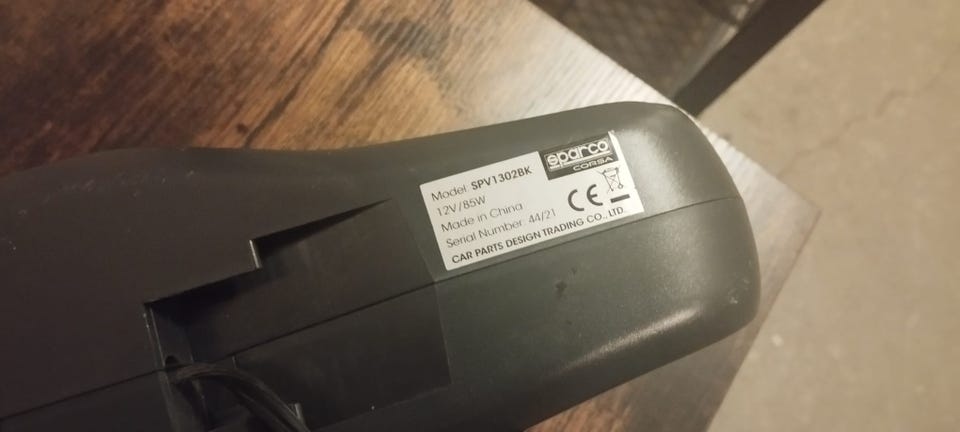 sparco
CORSA
Model: SPV1302BK
12V/85W
Made in China
Serial Number: 44/21
CE
CAR PARTS DESIGN TRADING CO., LTD.